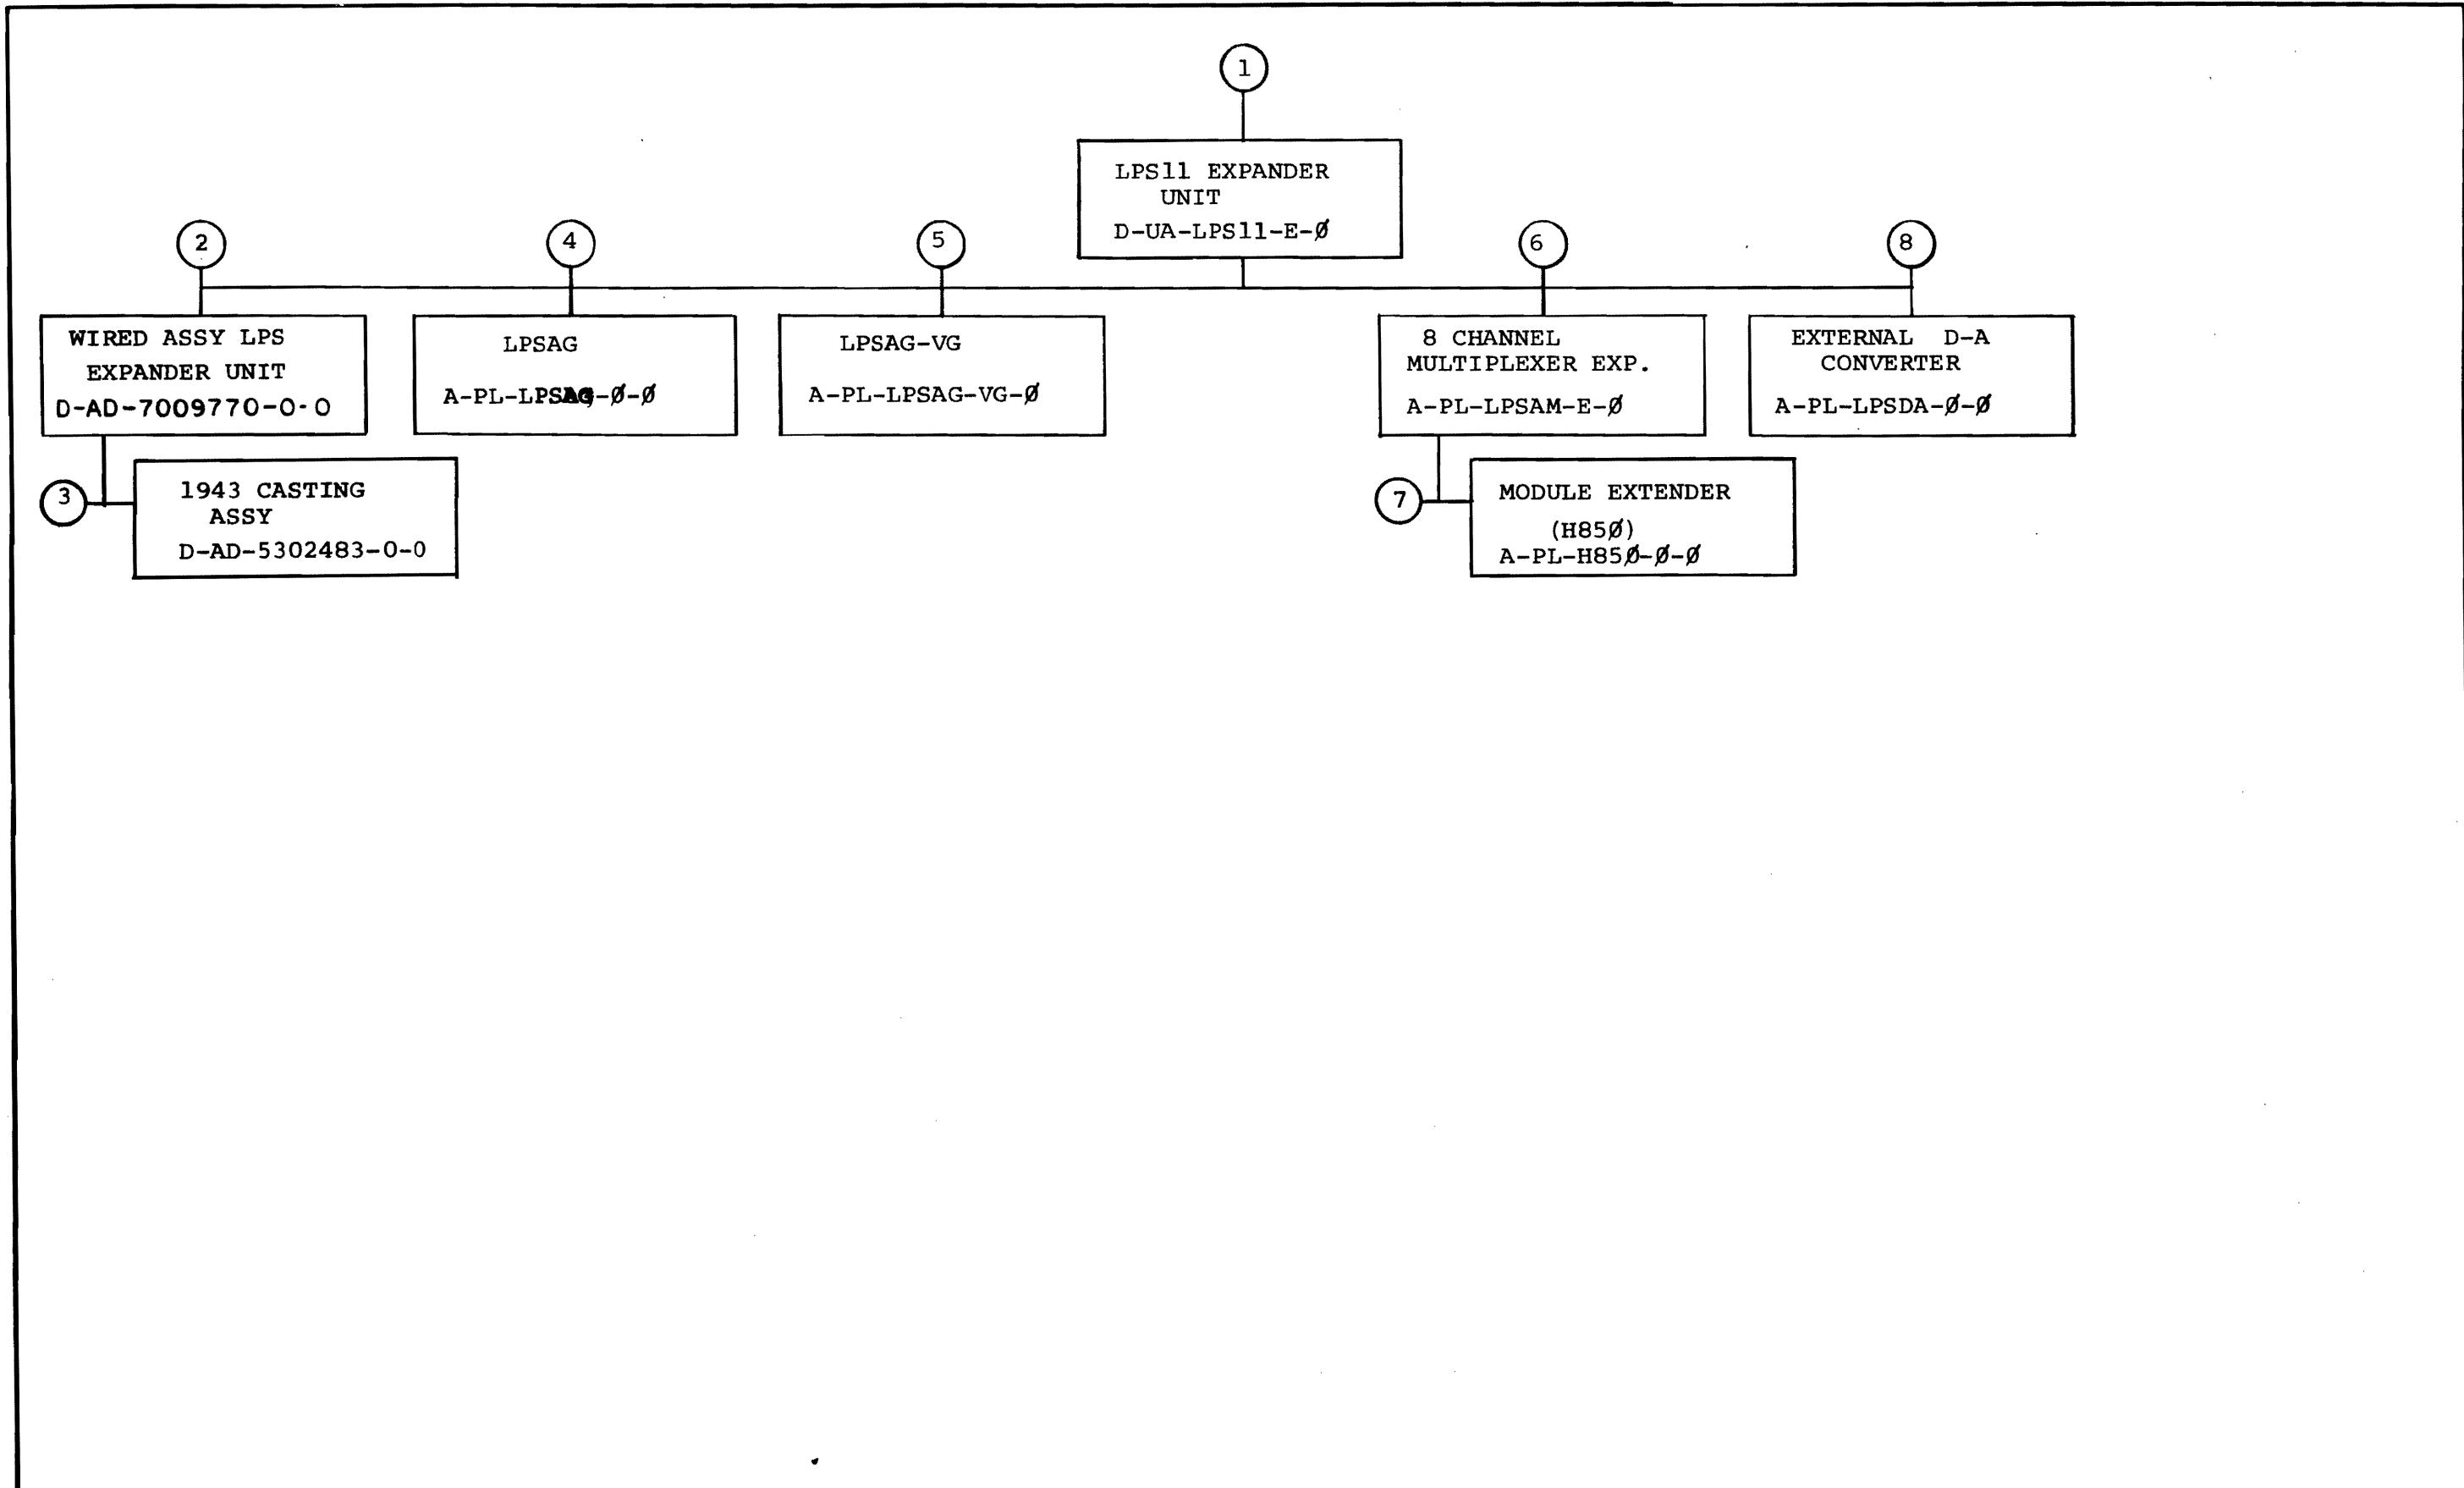 1
LPS11 EXPANDER
UNIT
D-UA-LPS11-E-Ø
2
4
5
6
8
WIRED ASSY LPS
EXPANDER UNIT
D-AD-7009770-0-0
LPSAG
A-PL-LPSAG-Ø-Ø
LPSAG-VG
A-PL-LPSAG-VG-Ø
8 CHANNEL
MULTIPLEXER EXP.
A-PL-LPSAM-E-Ø
EXTERNAL D-A
CONVERTER
A-PL-LPSDA-Ø-Ø
3
1943 CASTING
ASSY
D-AD-5302483-0-0
7
MODULE EXTENDER
(H85Ø)
A-PL-H85Ø-Ø-Ø